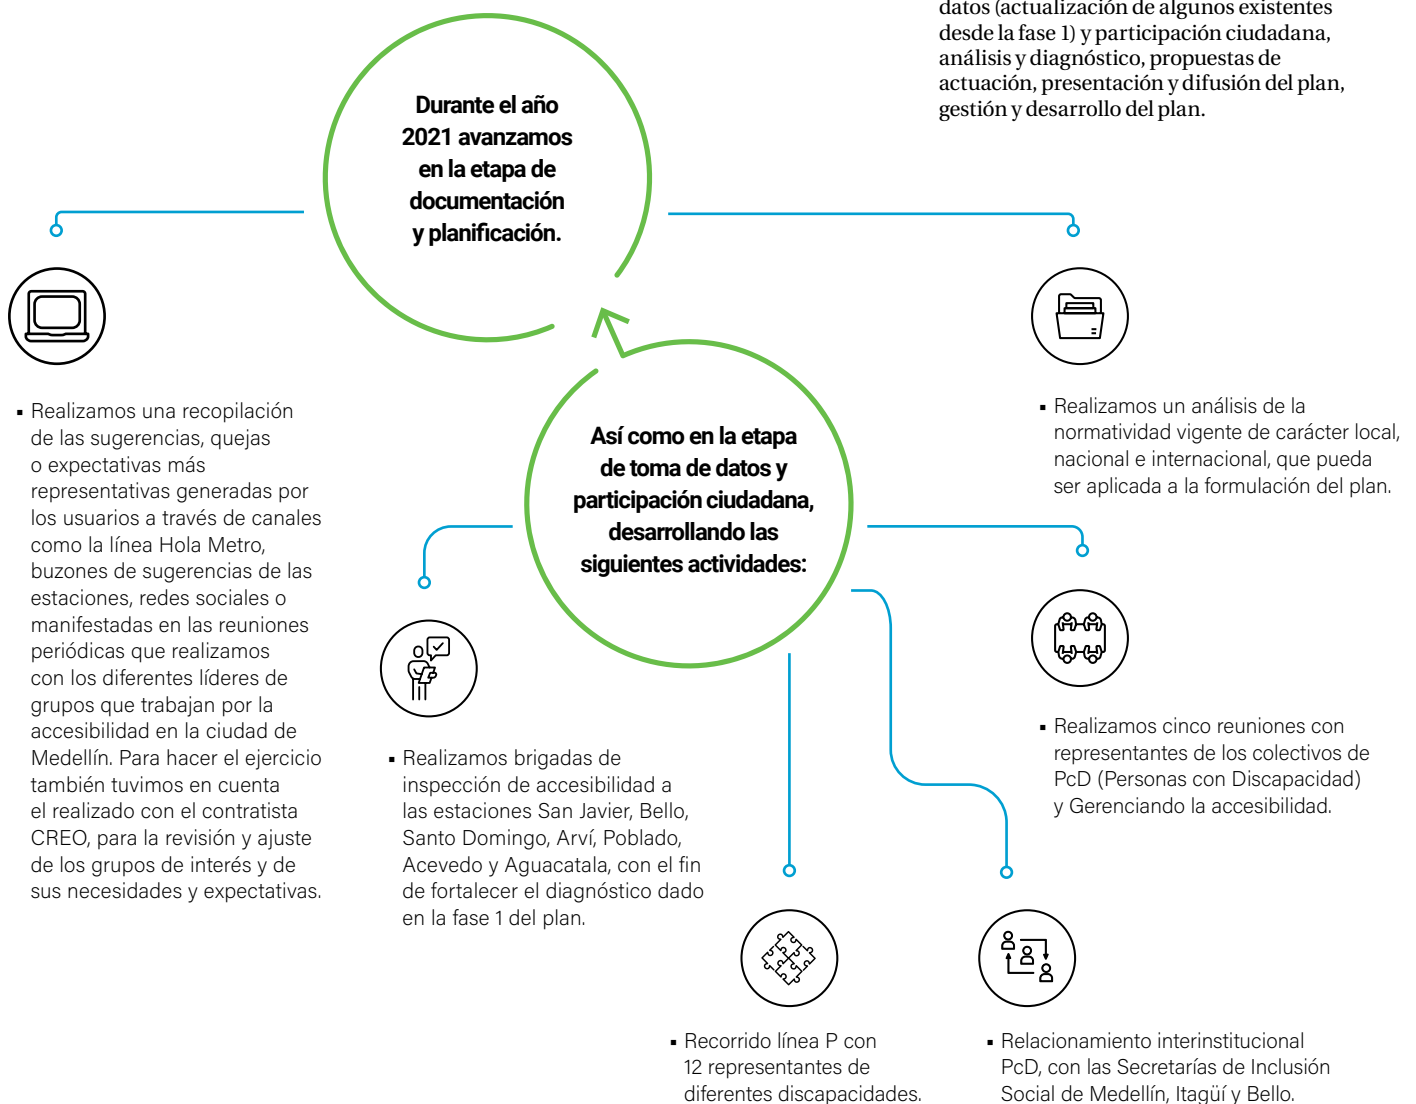 datos (actualización de algunos existentes
desde la fase 1) y participación ciudadana,
análisis y diagnóstico, propuestas de
actuación, presentación y difusión del plan,
gestión y desarrollo del plan.
Durante el año
2021 avanzamos
en la etapa de
documentación
y planificación.
▪ Realizamos una recopilación
de las sugerencias, quejas
o expectativas más
representativas generadas por
los usuarios a través de canales
como la línea Hola Metro,
buzones de sugerencias de las
estaciones, redes sociales o
manifestadas en las reuniones
periódicas que realizamos
con los diferentes líderes de
grupos que trabajan por la
accesibilidad en la ciudad de
Medellín. Para hacer el ejercicio
también tuvimos en cuenta
el realizado con el contratista
CREO, para la revisión y ajuste
de los grupos de interés y de
sus necesidades y expectativas.
▪ Realizamos un análisis de la
normatividad vigente de carácter local,
nacional e internacional, que pueda
ser aplicada a la formulación del plan.
Así como en la etapa
de toma de datos y
participación ciudadana,
desarrollando las
siguientes actividades:
▪ Realizamos brigadas de
inspección de accesibilidad a
las estaciones San Javier, Bello,
Santo Domingo, Arví, Poblado,
Acevedo y Aguacatala, con el fin
de fortalecer el diagnóstico dado
en la fase 1 del plan.
▪ Realizamos cinco reuniones con
representantes de los colectivos de
PcD (Personas con Discapacidad)
y Gerenciando la accesibilidad.
▪ Recorrido línea P con
12 representantes de
diferentes discapacidades.
▪ Relacionamiento interinstitucional
PcD, con las Secretarías de Inclusión
Social de Medellín, Itagüí y Bello.